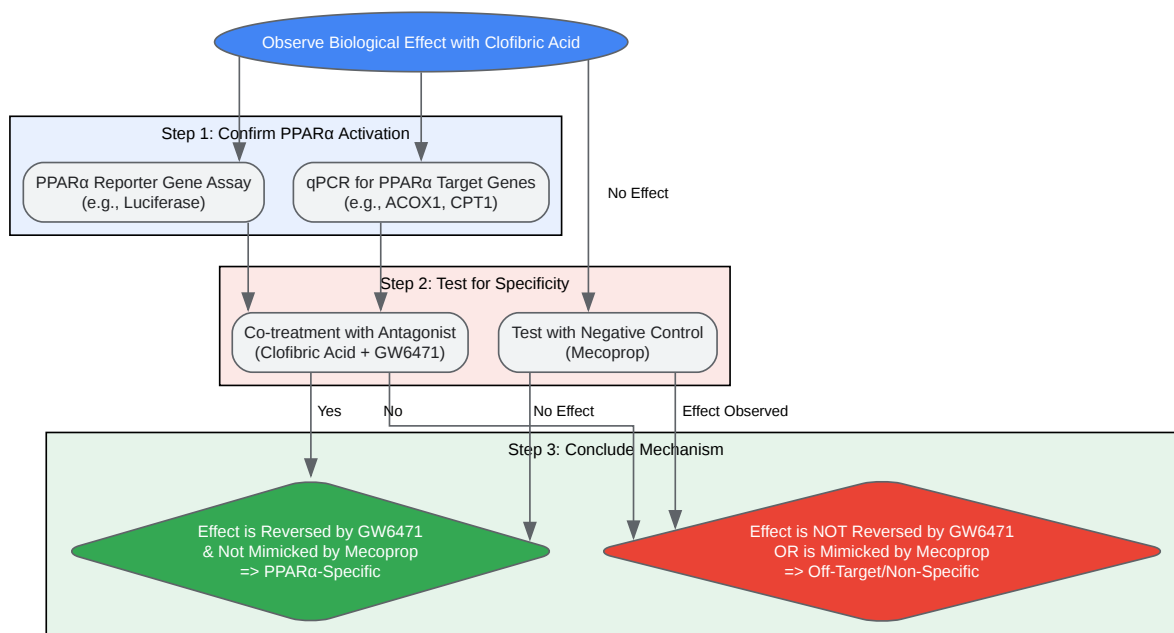 Observe Biological Effect with Clofibric Acid
Step 1: Confirm PPARα Activation
PPARα Reporter Gene Assay
(e.g., Luciferase)
qPCR for PPARα Target Genes
(e.g., ACOX1, CPT1)
No Effect
Step 2: Test for Specificity
Co-treatment with Antagonist
(Clofibric Acid + GW6471)
Test with Negative Control
(Mecoprop)
Yes
No
No Effect
Effect Observed
Step 3: Conclude Mechanism
Effect is Reversed by GW6471
& Not Mimicked by Mecoprop
=> PPARα-Specific
Effect is NOT Reversed by GW6471
OR is Mimicked by Mecoprop
=> Off-Target/Non-Specific